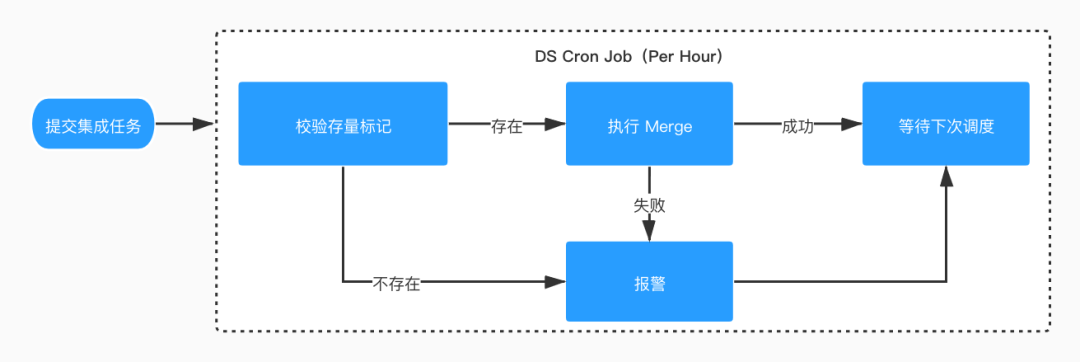 DS Cron Job（Per Hour）
提交集成任务
校验存量标记
存在
执行 Merge
成功
等待下次调度
失败
不存在
报警